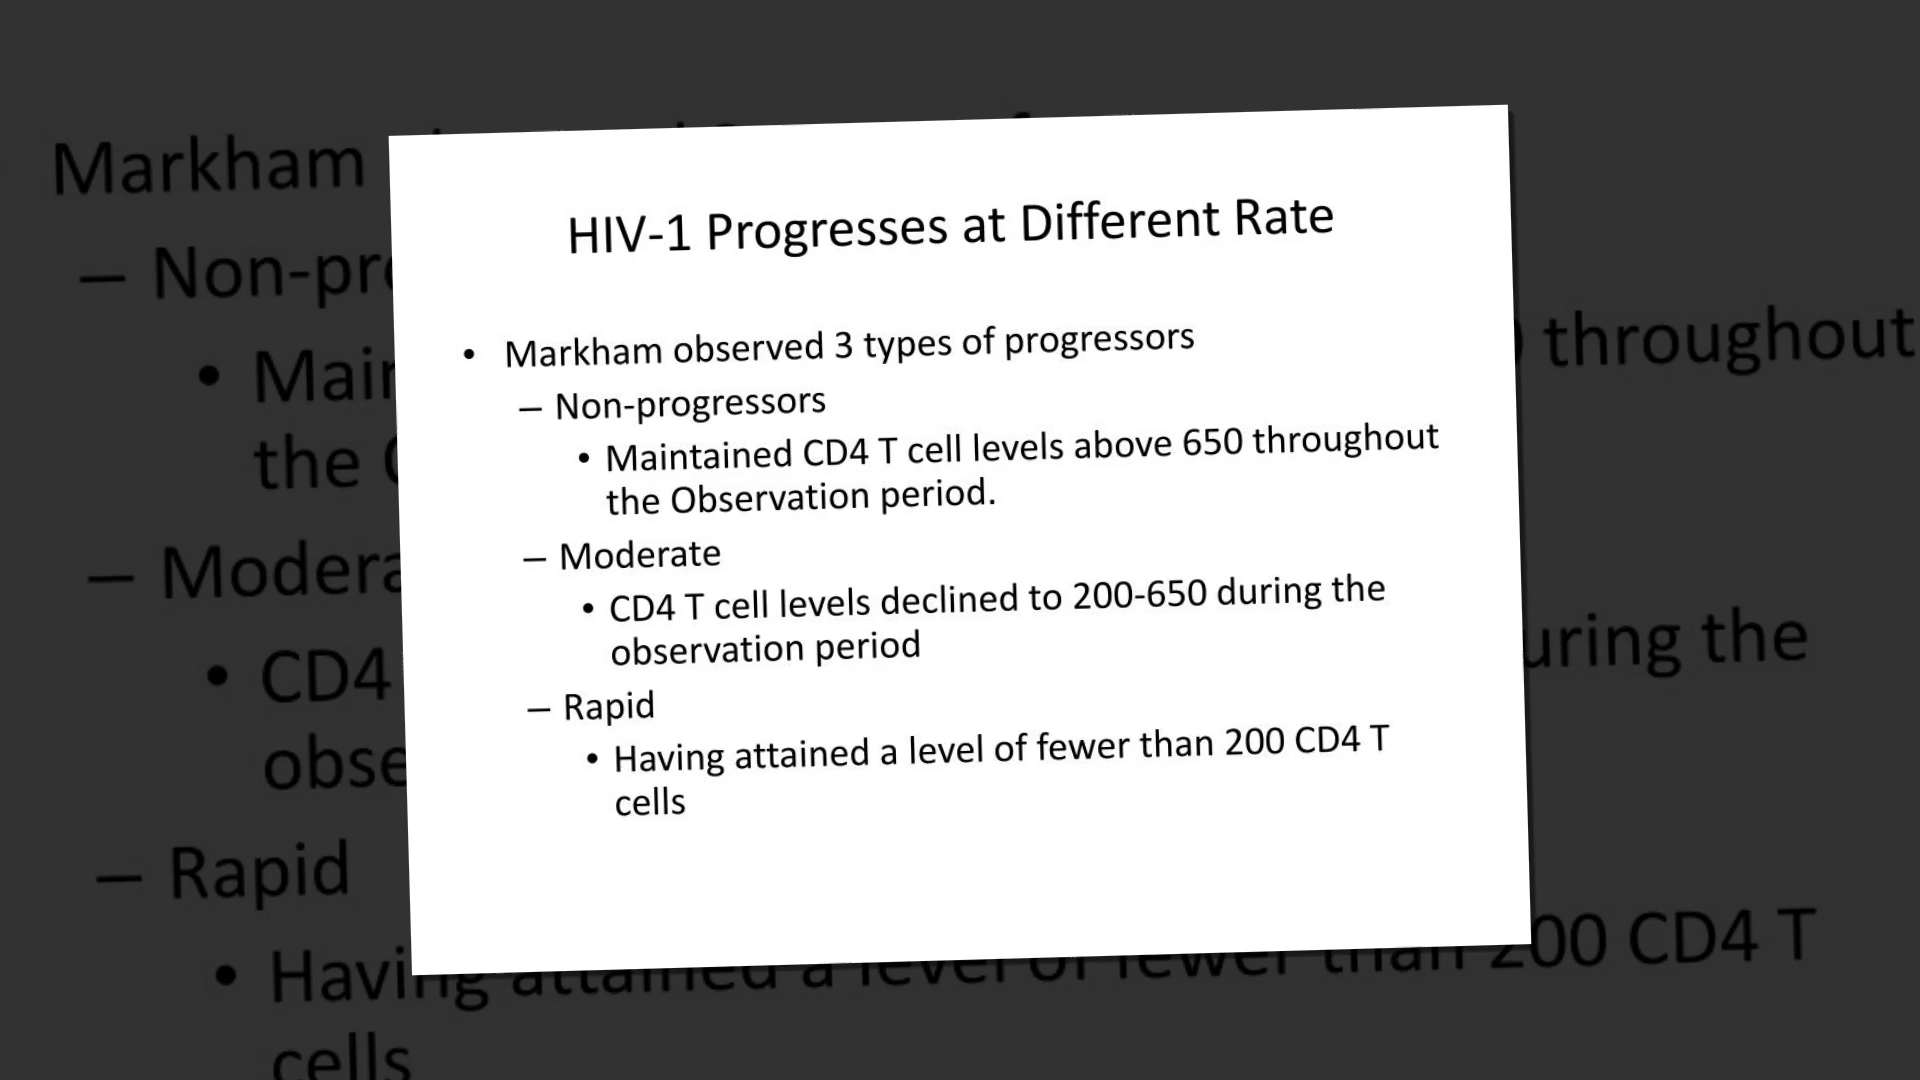 HIV-1 Progresses at Different Rate
• Markham observed 3 types of progressors
– Non-progressors
• Maintained CD4 T cell levels above 650 throughout
the Observation period.
– Moderate
• CD4 T cell levels declined to 200-650 during the
observation period
– Rapid
• Having attained a level of fewer than 200 CD4 T
cells